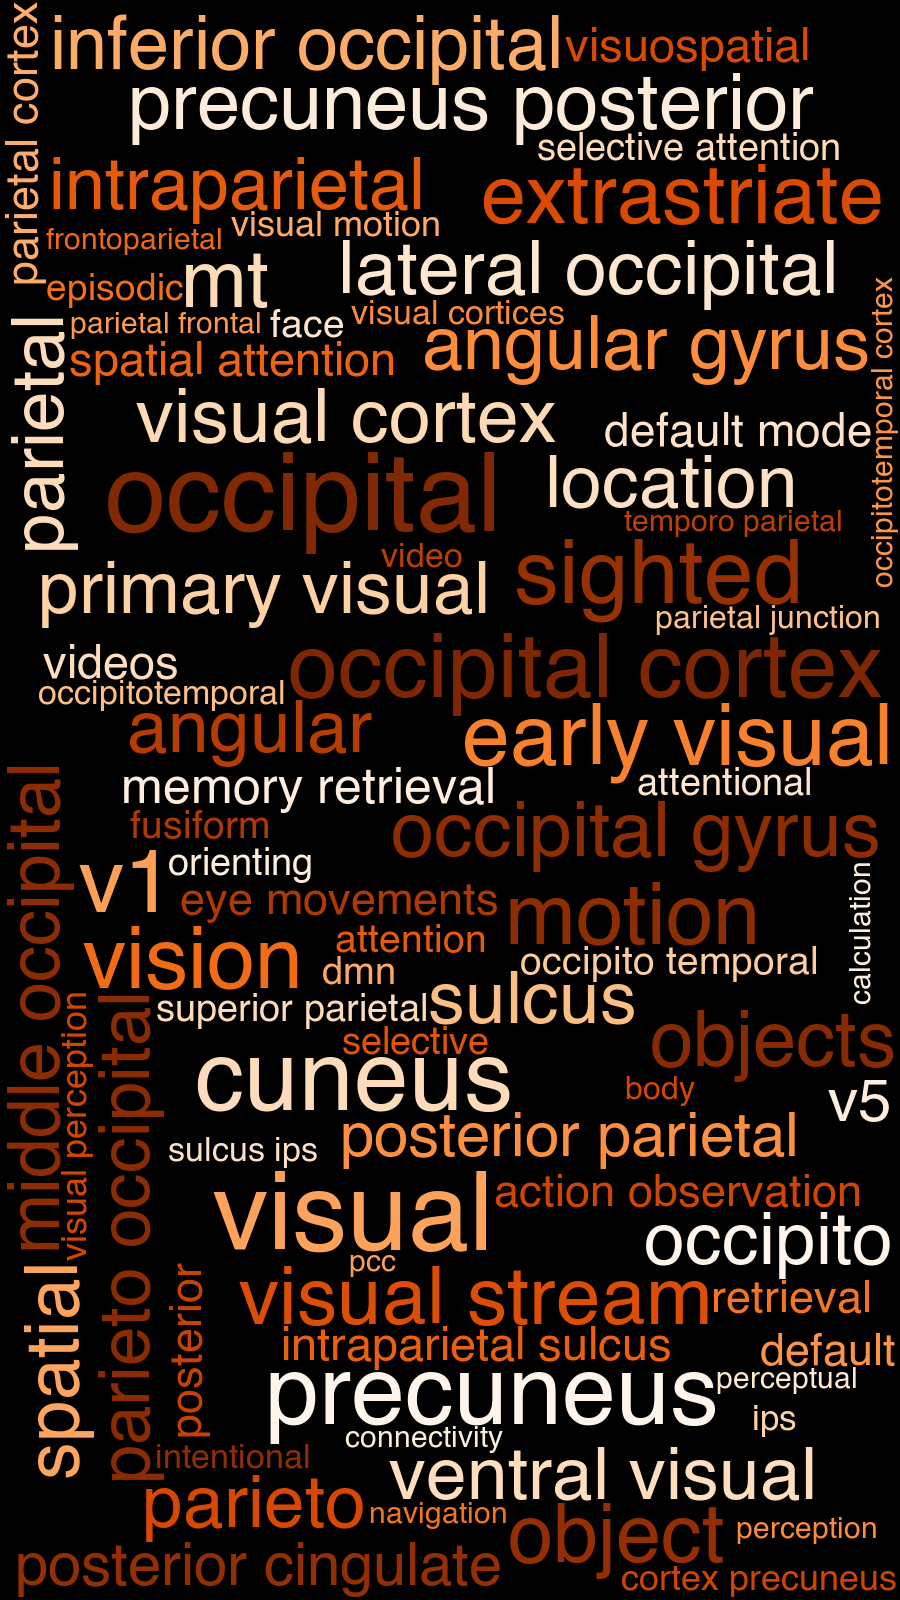 parietal cortex
inferior occipital
visuospatial
precuneus posterior
selective attention
intraparietal
extrastriate
visual motion
frontoparietal
mt
lateral occipital
episodic
visual cortices
parietal frontal
face
occipitotemporal cortex
parietal
spatial attention
angular gyrus
visual cortex
default mode
occipital
location
temporo parietal
video
primary visual
sighted
parietal junction
videos
occipital cortex
occipitotemporal
angular
early visual
memory retrieval
attentional
middle occipital
fusiform
occipital gyrus
v1
orienting
eye movements
motion
calculation
vision
attention
dmn
occipito temporal
superior parietal
sulcus
visual perception
parieto occipital
selective
objects
cuneus
body
v5
posterior parietal
sulcus ips
visual
action observation
occipito
pcc
spatial
posterior
visual stream
retrieval
intraparietal sulcus
default
precuneus
perceptual
ips
connectivity
intentional
ventral visual
parieto
navigation
object
perception
posterior cingulate
cortex precuneus